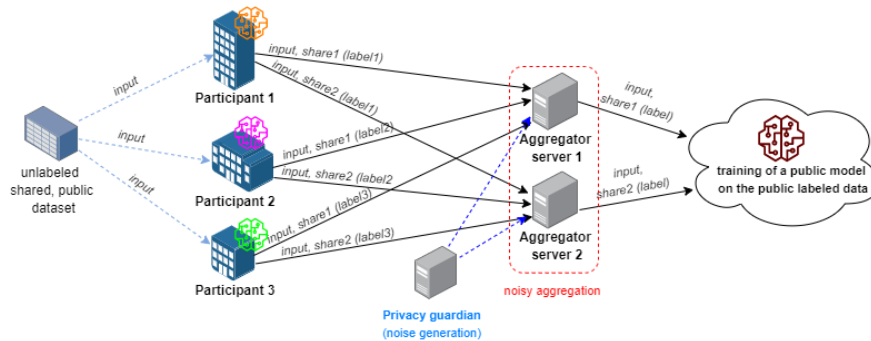 input
input
input
unlabeled
shared, public
dataset
Participant 1
Participant 2
Participant 3
input, share1 (label1)
input, share2 (label1)
input, share1 (label2)
input, share2 (label2
input, share1 (label3)
input, share2 (label3)
Aggregator
server 1
Aggregator
server 2
noisy aggregation
Privacy guardian
(noise generation)
input,
share1 (label)
input,
share2 (label)
training of a public model
on the public labeled data